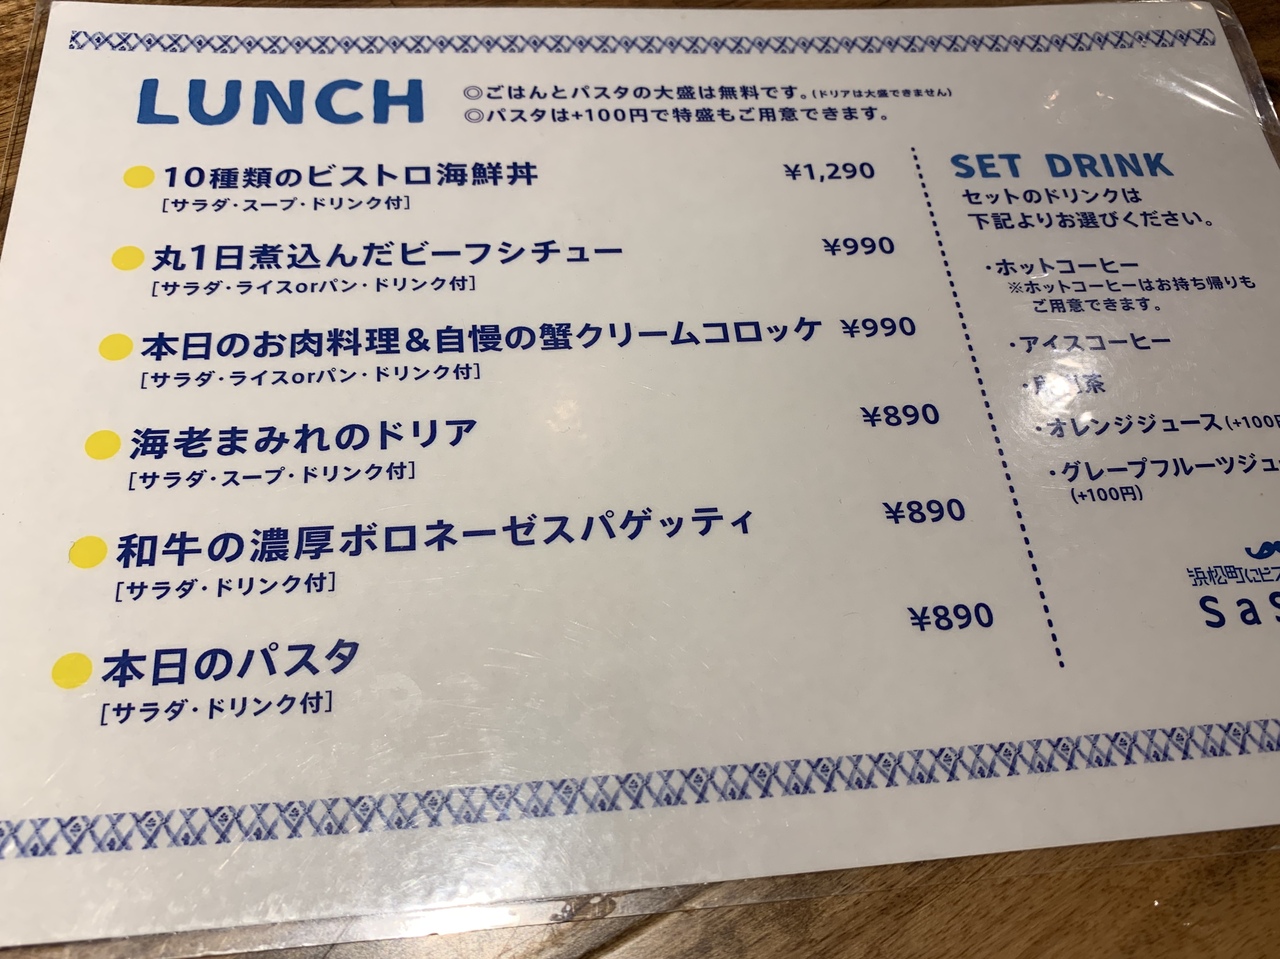 LUNCH
◎ごはんとパスタの大盛は無料です。(ドリアは大盛できません)
◎パスタは+100円で特盛もご用意できます。
10種類のビストロ海鮮丼 ¥1,290
[サラダ・スープ・ドリンク付]
丸1日煮込んだビーフシチュー ¥990
[サラダ・ライスorパン・ドリンク付]
本日のお肉料理&自慢の蟹クリームコロッケ ¥990
[サラダ・ライスorパン・ドリンク付]
海老まみれのドリア ¥890
[サラダ・スープ・ドリンク付]
和牛の濃厚ボロネーゼスパゲッティ ¥890
[サラダ・ドリンク付]
本日のパスタ ¥890
[サラダ・ドリンク付]
SET DRINK
セットのドリンクは
下記よりお選びください。
・ホットコーヒー
※ホットコーヒーはお持ち帰りも
ご用意できます。
・アイスコーヒー
茶
・オレンジジュース(+100円
・グレープフルーツジュ
(+100円)
浜松町にビス
SaS